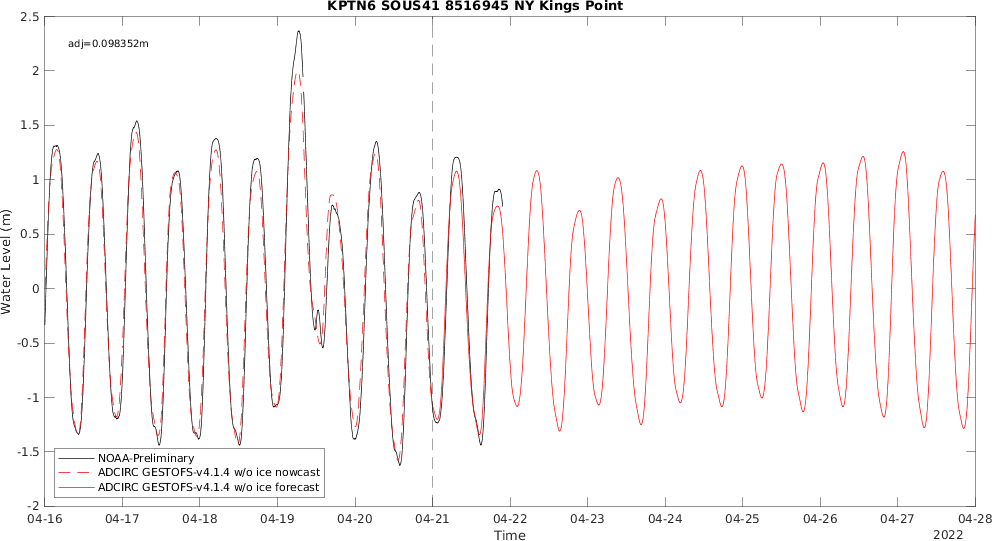 KPTN6 SOUS41 8516945 NY Kings Point
adj=0.098352m
2.5
2
1.5
1
0.5
0
-0.5
-1
-1.5
-2
Water Level (m)
NOAA-Preliminary
ADCIRC GESTOFS-v4.1.4 w/o ice nowcast
ADCIRC GESTOFS-v4.1.4 w/o ice forecast
04-16 04-17 04-18 04-19 04-20 04-21 04-22 04-23 04-24 04-25 04-26 04-27 04-28
Time
2022